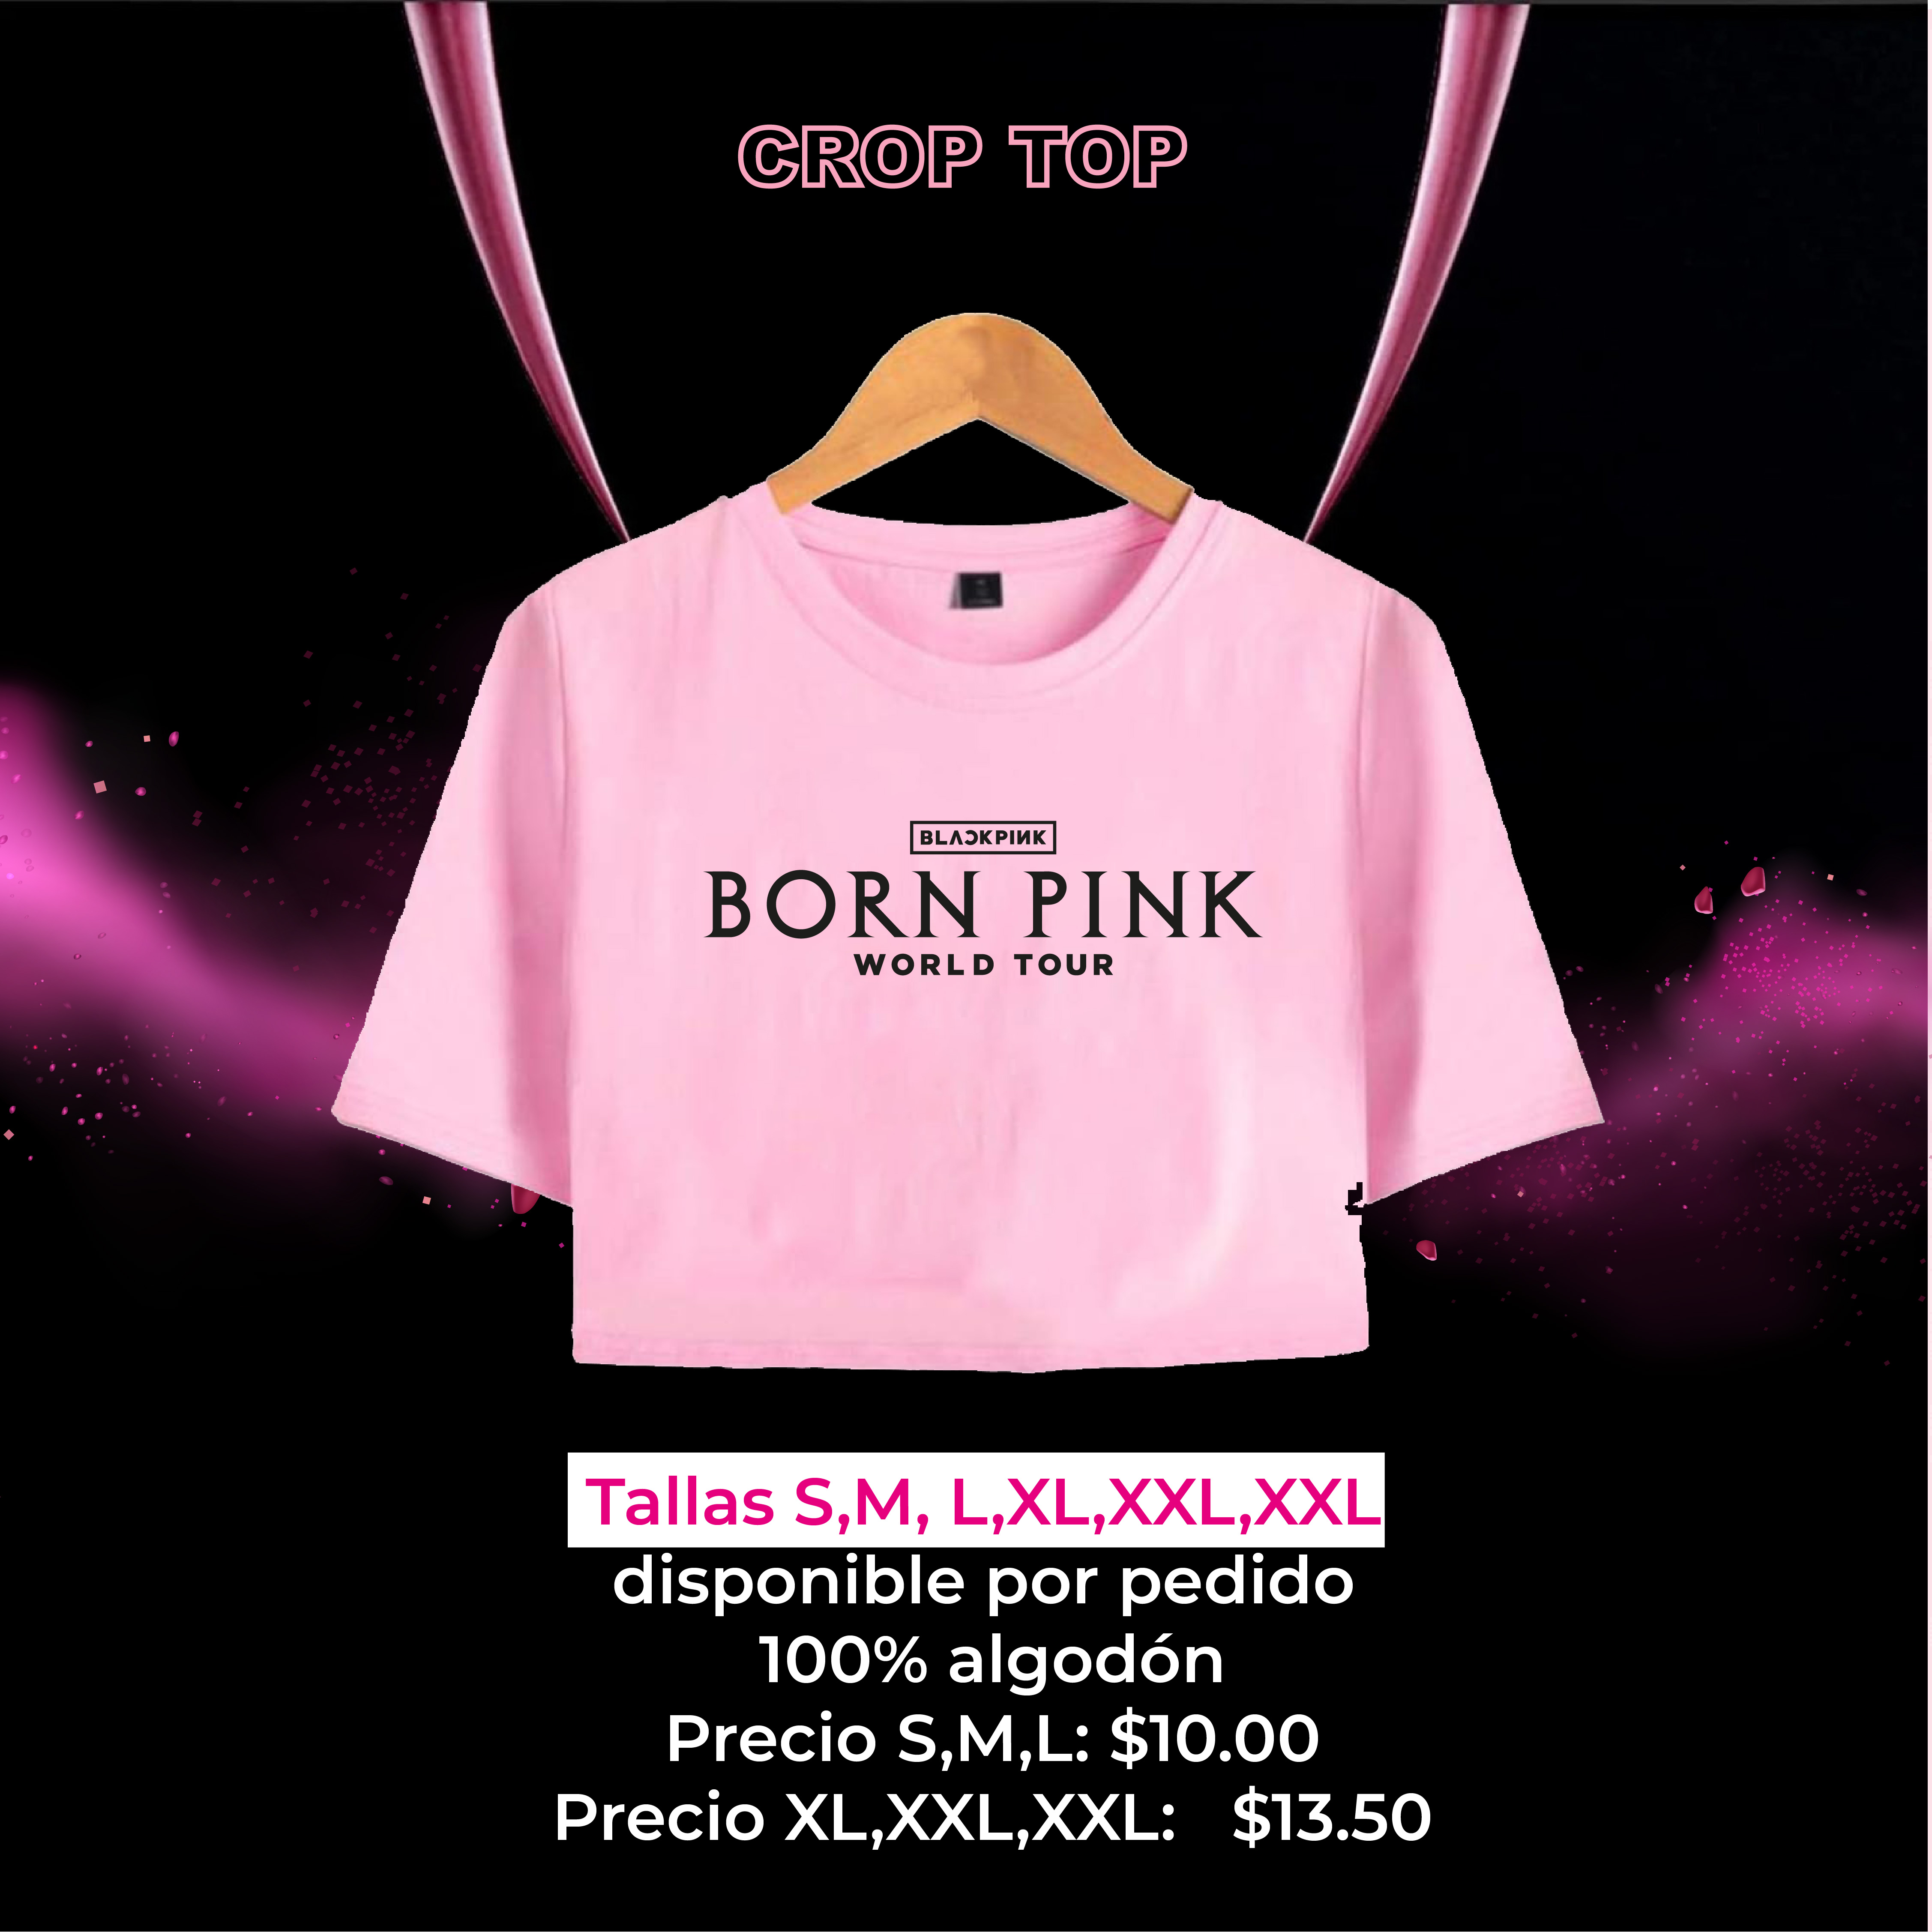 CROP TOP
BLACKPINK
BORN PINK
WORLD TOUR
Tallas S,M, L,XL,XXL,XXL
disponible por pedido
100% algodón
Precio S,M,L: $10.00
Precio XL,XXL,XXL: $13.50